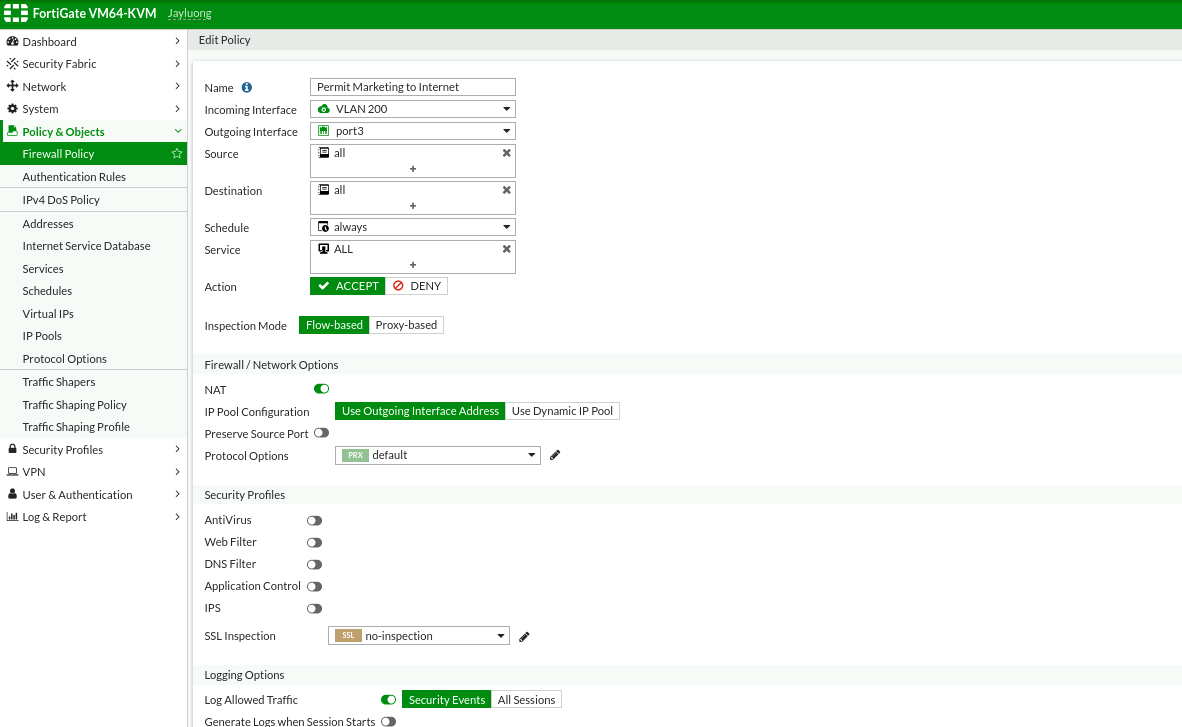 FortiGate VM64-KVM Jayluong
Dashboard
Security Fabric
Network
System
Policy & Objects
Firewall Policy
Authentication Rules
IPv4 DoS Policy
Addresses
Internet Service Database
Services
Schedules
Virtual IPs
IP Pools
Protocol Options
Traffic Shapers
Traffic Shaping Policy
Traffic Shaping Profile
Security Profiles
VPN
User & Authentication
Log & Report
Edit Policy
Name Permit Marketing to Internet
Incoming Interface VLAN 200
Outgoing Interface port3
Source all
+
Destination all
+
Schedule always
Service ALL
+
Action ACCEPT DENY
Inspection Mode Flow-based Proxy-based
Firewall / Network Options
NAT
IP Pool Configuration Use Outgoing Interface Address Use Dynamic IP Pool
Preserve Source Port
Protocol Options PRX default
Security Profiles
AntiVirus
Web Filter
DNS Filter
Application Control
IPS
SSL Inspection SSL no-inspection
Logging Options
Log Allowed Traffic Security Events All Sessions
Generate Logs when Session Starts